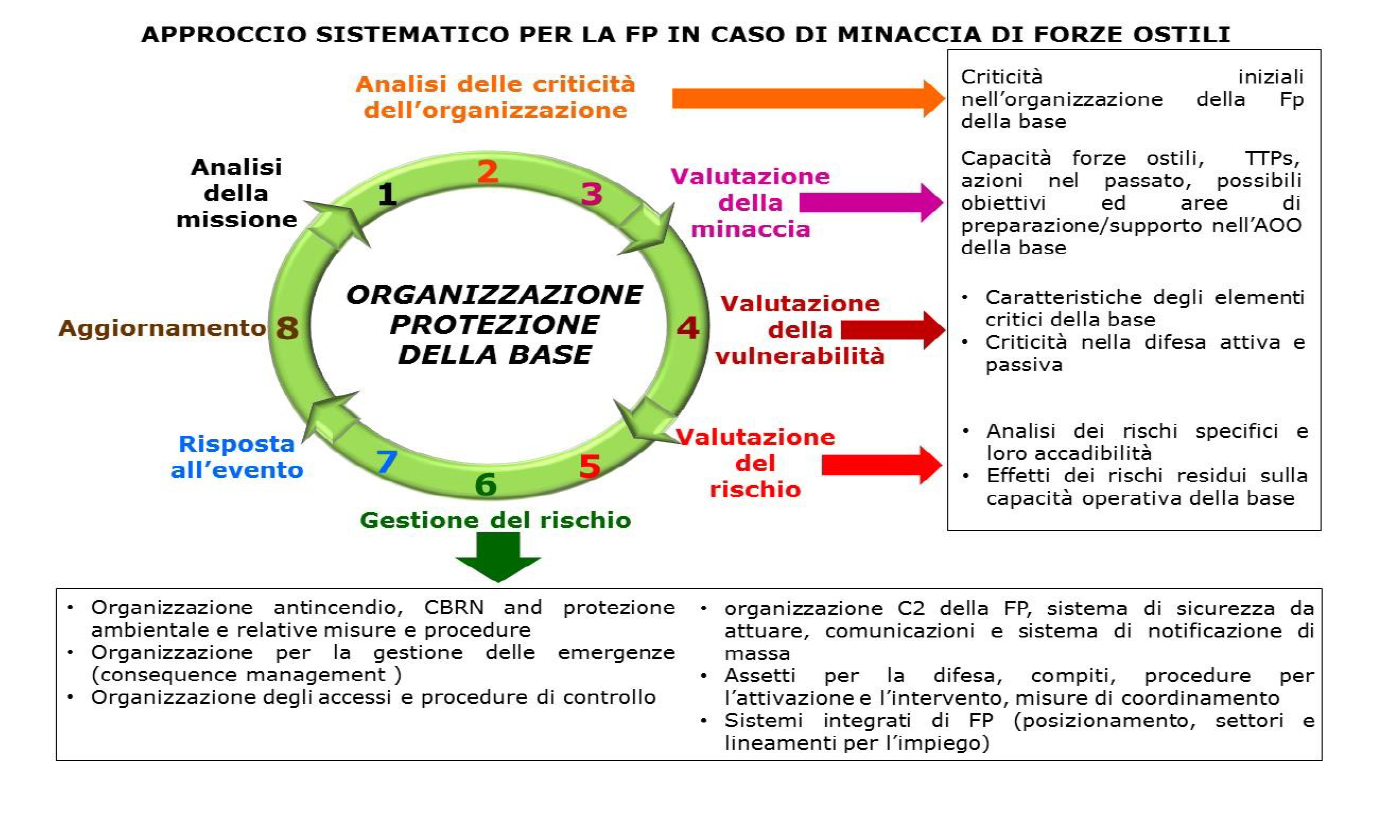 APPROCCIO SISTEMATICO PER LA FP IN CASO DI MINACCIA DI FORZE OSTILI
Analisi delle criticità
dell'organizzazione
Criticità iniziali
nell'organizzazione della Fp
della base
Analisi
della
missione
1
2
3
Valutazione
della
minaccia
Capacità forze ostili, TTPs,
azioni nel passato, possibili
obiettivi ed aree di
preparazione/supporto nell'AOO
della base
ORGANIZZAZIONE
PROTEZIONE
DELLA BASE
Aggiornamento 8
4
Valutazione
della
vulnerabilità
• Caratteristiche degli elementi
critici della base
• Criticità nella difesa attiva e
passiva
Risposta
all'evento
7
6
5
Valutazione
del
rischio
• Analisi dei rischi specifici e
loro accadibilità
• Effetti dei rischi residui sulla
capacità operativa della base
Gestione del rischio
• Organizzazione antincendio, CBRN and protezione
ambientale e relative misure e procedure
• Organizzazione per la gestione delle emergenze
(consequence management )
• Organizzazione degli accessi e procedure di controllo
• organizzazione C2 della FP, sistema di sicurezza da
attuare, comunicazioni e sistema di notificazione di
massa
• Assetti per la difesa, compiti, procedure per
l'attivazione e l'intervento, misure di coordinamento
• Sistemi integrati di FP (posizionamento, settori e
lineamenti per l'impiego)